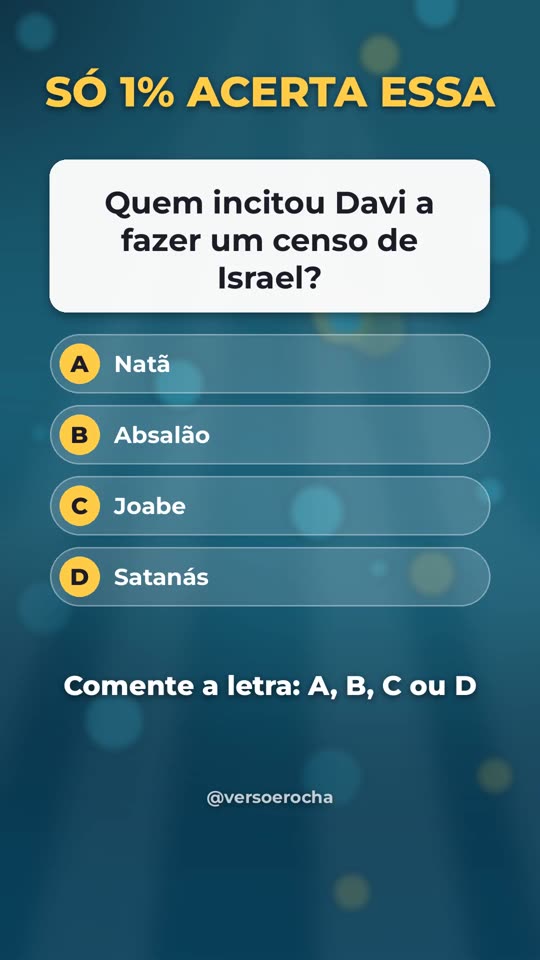 SÓ 1% ACERTA ESSA
Quem incitou Davi a
fazer um censo de
Israel?
A Natã
B Absalão
C Joabe
D Satanás
Comente a letra: A, B, C ou D
@versoerocha